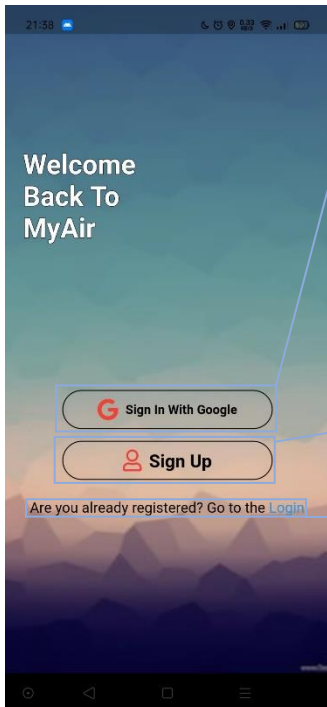 21:38
Welcome
Back To
MyAir
Sign In With Google
Sign Up
Are you already registered? Go to the Login